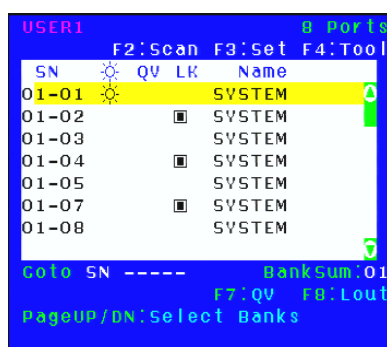 USER1 8 Ports
F2:Scan F3:Set F4:Tool
SN QV LK Name
01-01 SYSTEM
01-02 SYSTEM
01-03 SYSTEM
01-04 SYSTEM
01-05 SYSTEM
01-07 SYSTEM
01-08 SYSTEM
Goto SN ----- BankSum:01
F7:QV F8:Lout
PageUP/DN:Select Banks